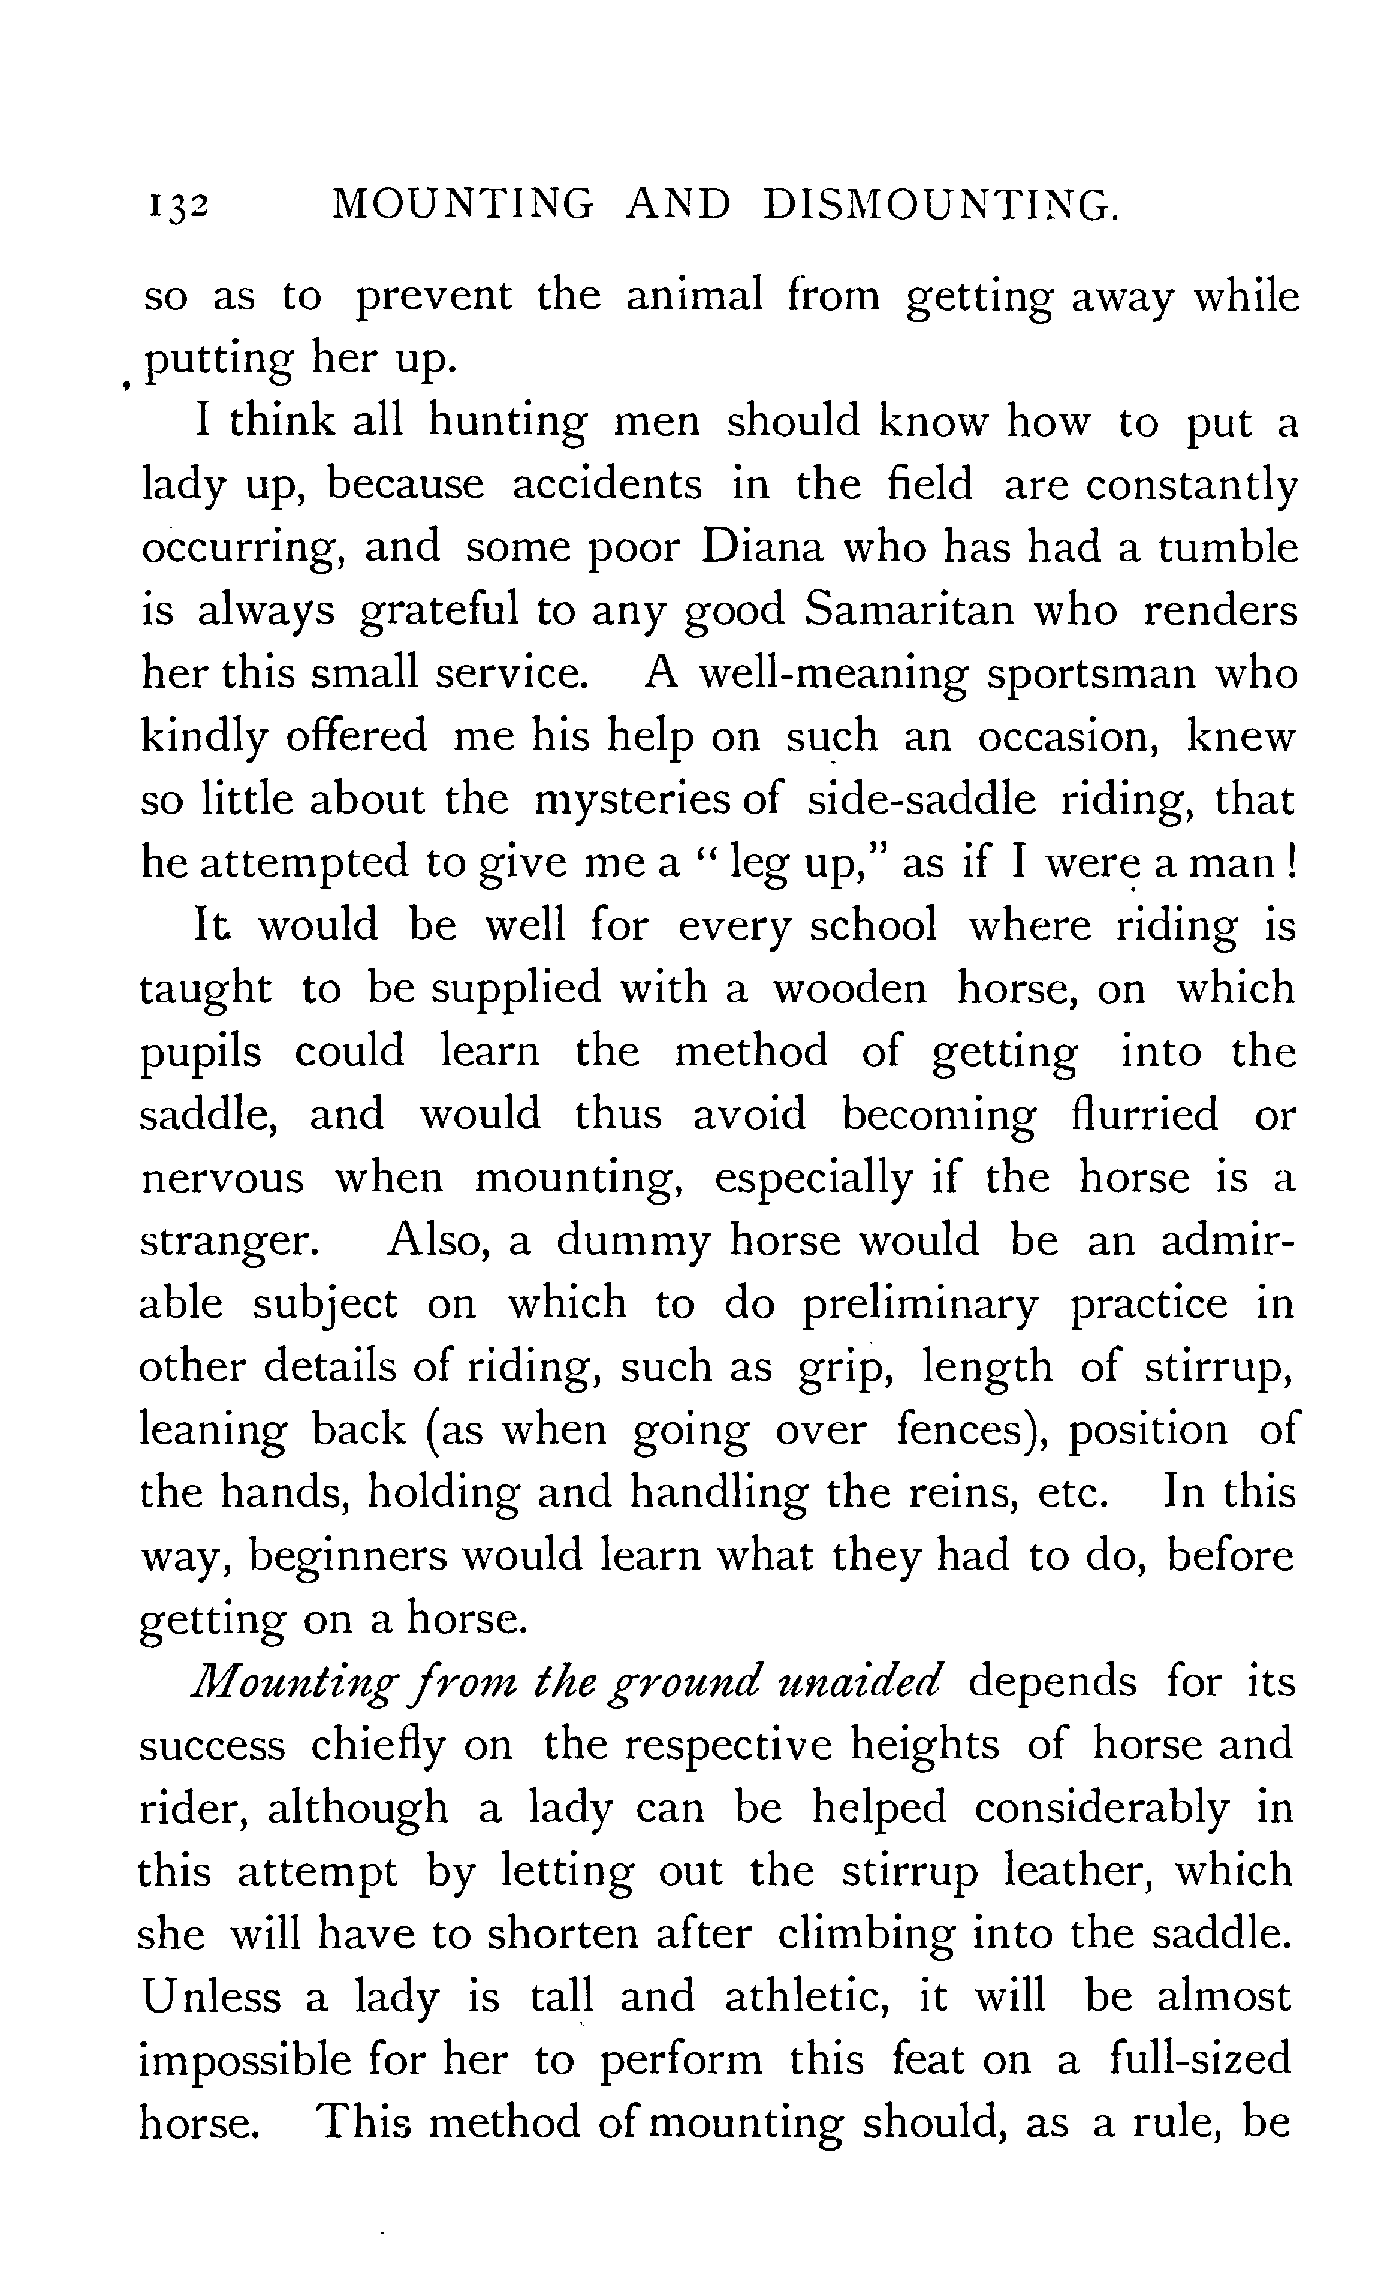 132 MOUNTING AND DISMOUNTING.
so as to prevent the animal from getting away while
putting her up.
I think all hunting men should know how to put a
lady up, because accidents in the field are constantly
occurring, and some poor Diana who has had a tumble
is always grateful to any good Samaritan who renders
her this small service. A well-meaning sportsman who
kindly offered me his help on such an occasion, knew
so little about the mysteries of side-saddle riding, that
he attempted to give me a “ leg up,” as if I were a man !
It would be well for every school where riding is
taught to be supplied with a wooden horse, on which
pupils could learn the method of getting into the
saddle, and would thus avoid becoming flurried or
nervous when mounting, especially if the horse is a
stranger. Also, a dummy horse would be an admir-
able subject on which to do preliminary practice in
other details of riding, such as grip, length of stirrup,
leaning back (as when going over fences), position of
the hands, holding and handling the reins, etc. In this
way, beginners would learn what they had to do, before
getting on a horse.
Mounting from the ground unaided depends for its
success chiefly on the respective heights of horse and
rider, although a lady can be helped considerably in
this attempt by letting out the stirrup leather, which
she will have to shorten after climbing into the saddle.
Unless a lady is tall and athletic, it will be almost
impossible for her to perform this feat on a full-sized
horse. This method of mounting should, as a rule, be